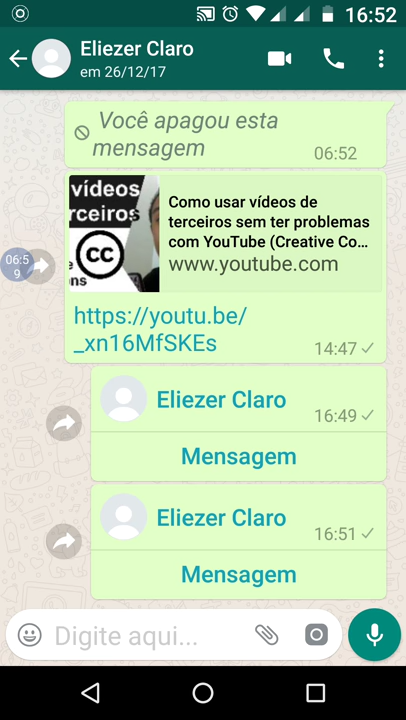 16:52
Eliezer Claro
em 26/12/17
Você apagou esta
mensagem
06:52
vídeos
rceiros
CC
e
ns
Como usar vídeos de
terceiros sem ter problemas
com YouTube (Creative Co...
www.youtube.com
06:5
9
https://youtu.be/
_xn16MfSKEs
14:47
Eliezer Claro
16:49
Mensagem
Eliezer Claro
16:51
Mensagem
Digite aqui...